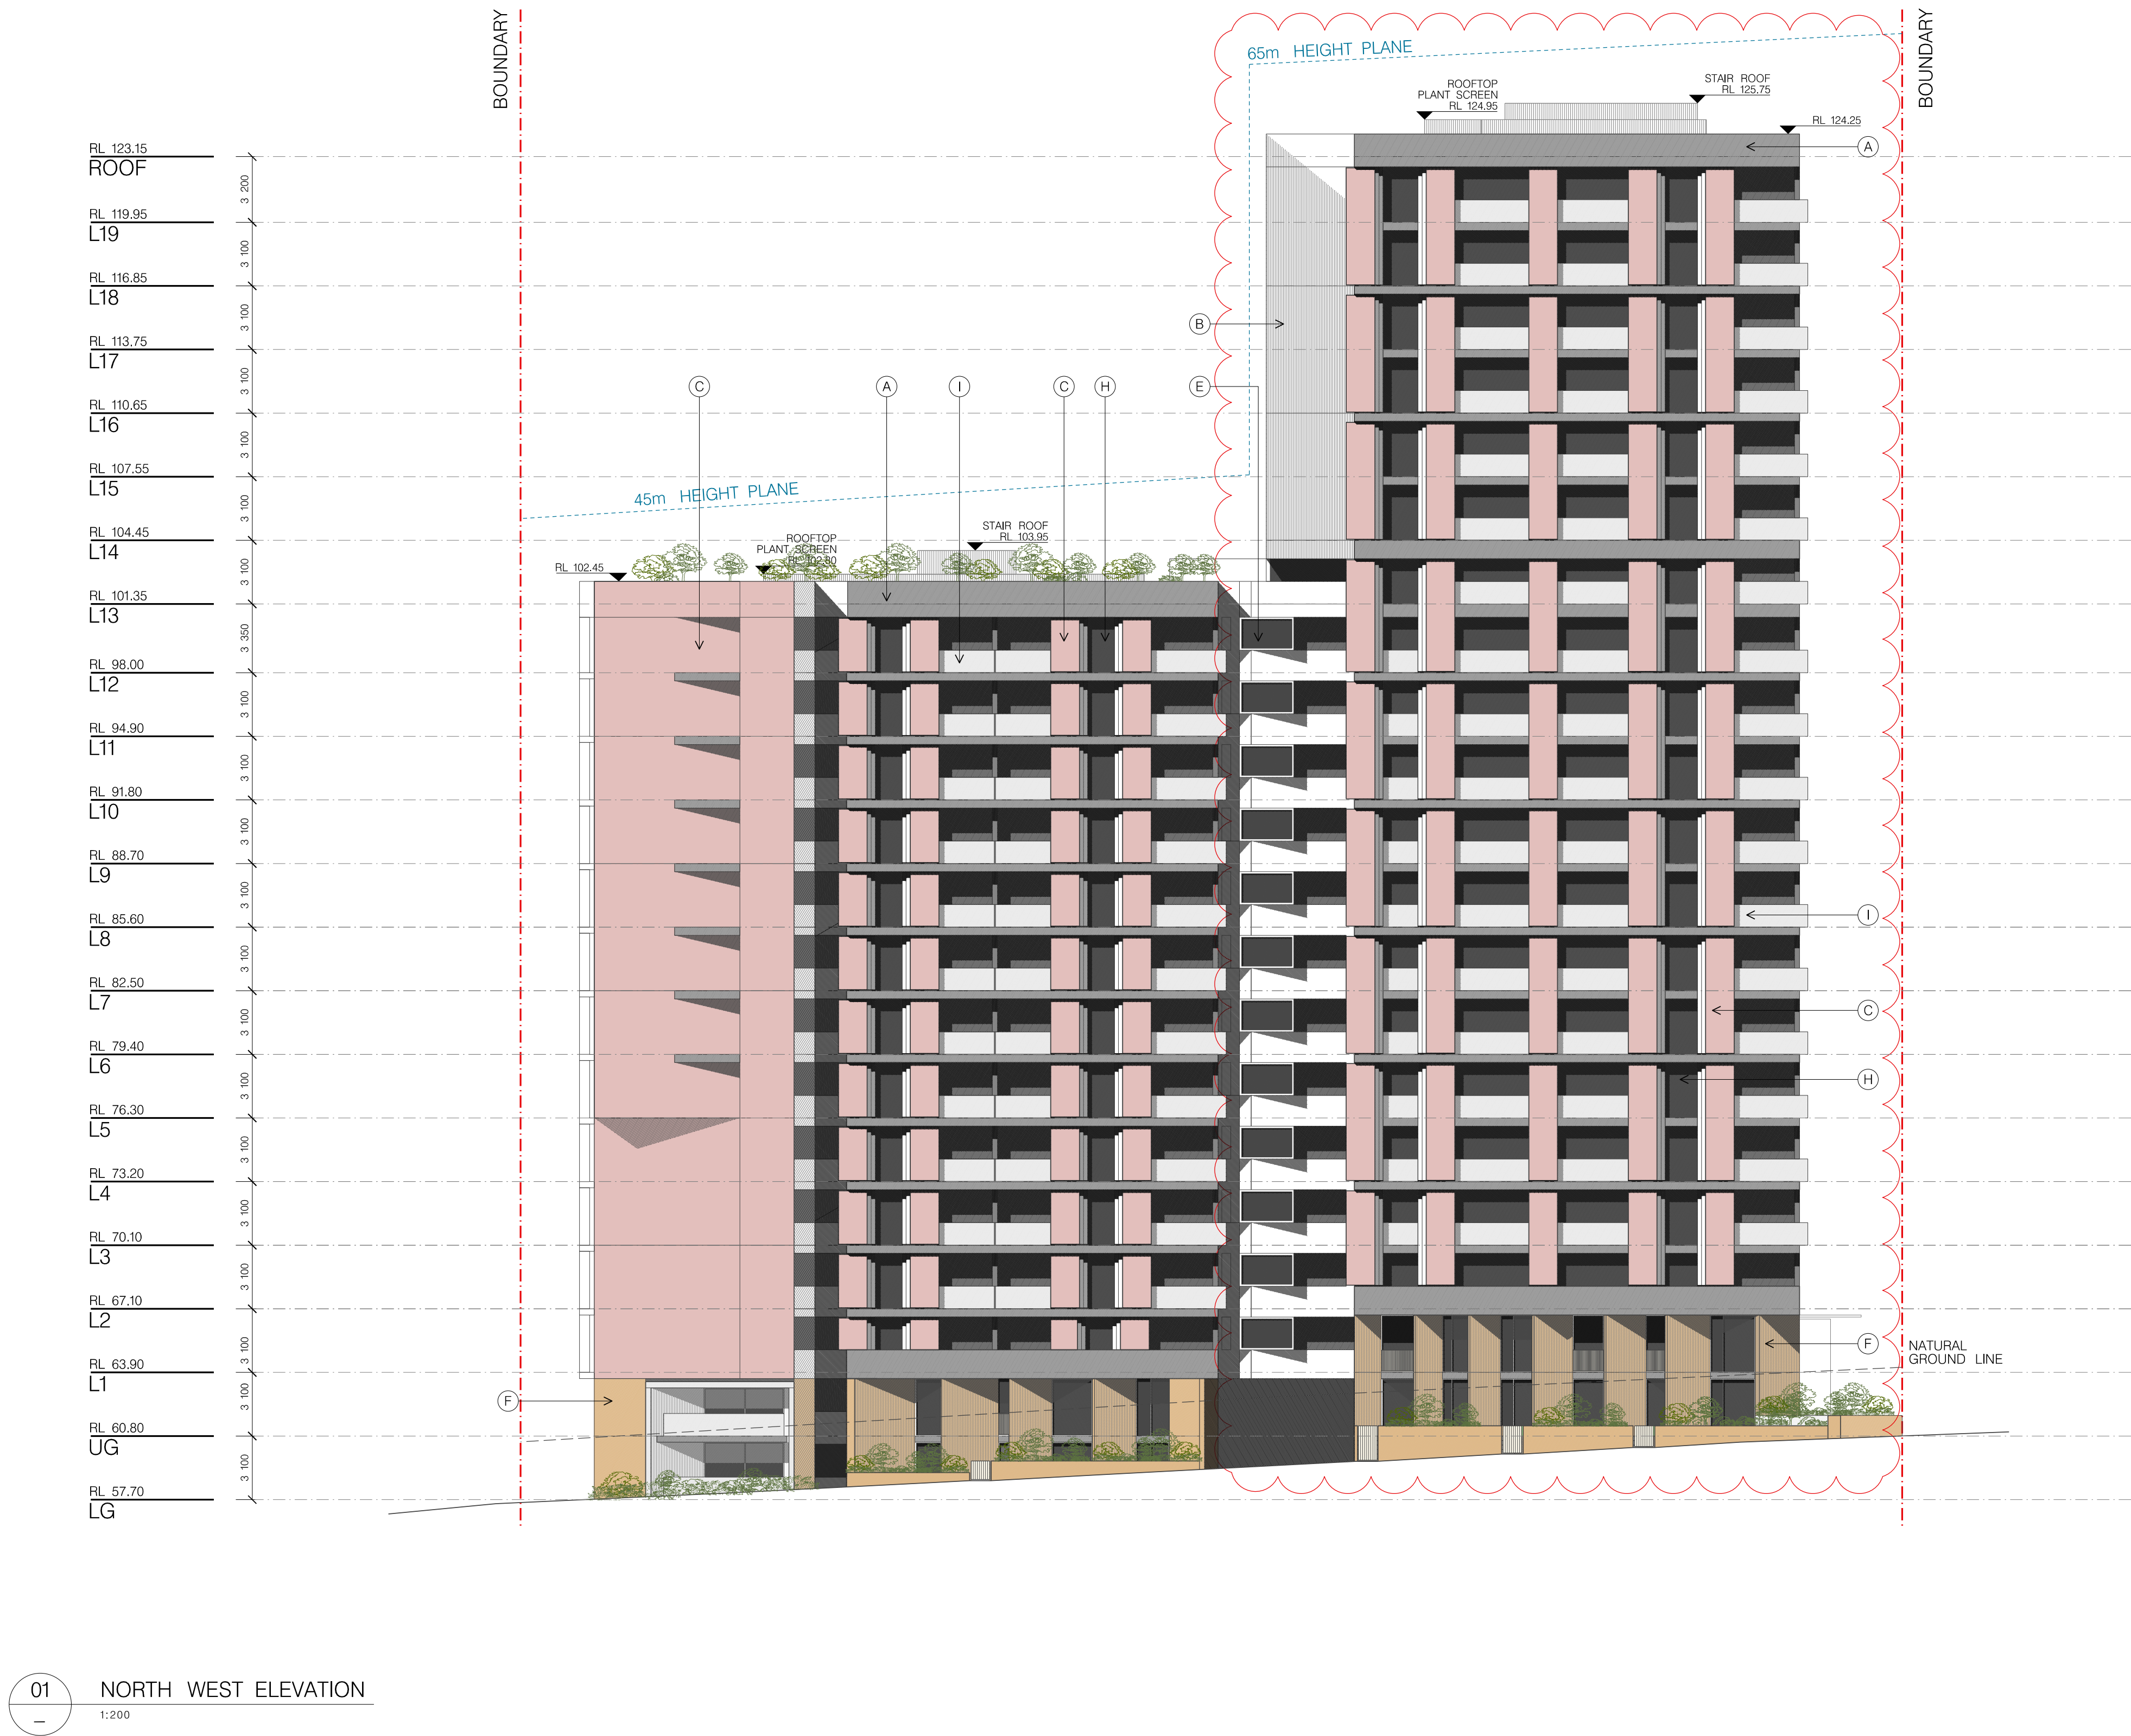 BOUNDARY
BOUNDARY
65m HEIGHT PLANE
ROOFTOP
PLANT SCREEN
RL 124.95
STAIR ROOF
RL 125.75
RL 124.25
A
RL 123.15
ROOF
3 200
RL 119.95
L19
3 100
RL 116.85
L18
3 100
B
RL 113.75
L17
3 100
C
A
I
C
H
E
RL 110.65
L16
3 100
RL 107.55
L15
45m HEIGHT PLANE
3 100
RL 104.45
L14
STAIR ROOF
RL 103.95
ROOFTOP
PLANT SCREEN
RL 102.80
RL 102.45
3 100
RL 101.35
L13
3 350
RL 98.00
L12
3 100
RL 94.90
L11
3 100
RL 91.80
L10
3 100
RL 88.70
L9
3 100
I
RL 85.60
L8
3 100
RL 82.50
L7
C
3 100
RL 79.40
L6
H
3 100
RL 76.30
L5
3 100
RL 73.20
L4
3 100
RL 70.10
L3
3 100
RL 67.10
L2
3 100
F
NATURAL
GROUND LINE
RL 63.90
L1
3 100
F
RL 60.80
UG
3 100
RL 57.70
LG
01
–
NORTH WEST ELEVATION
1:200